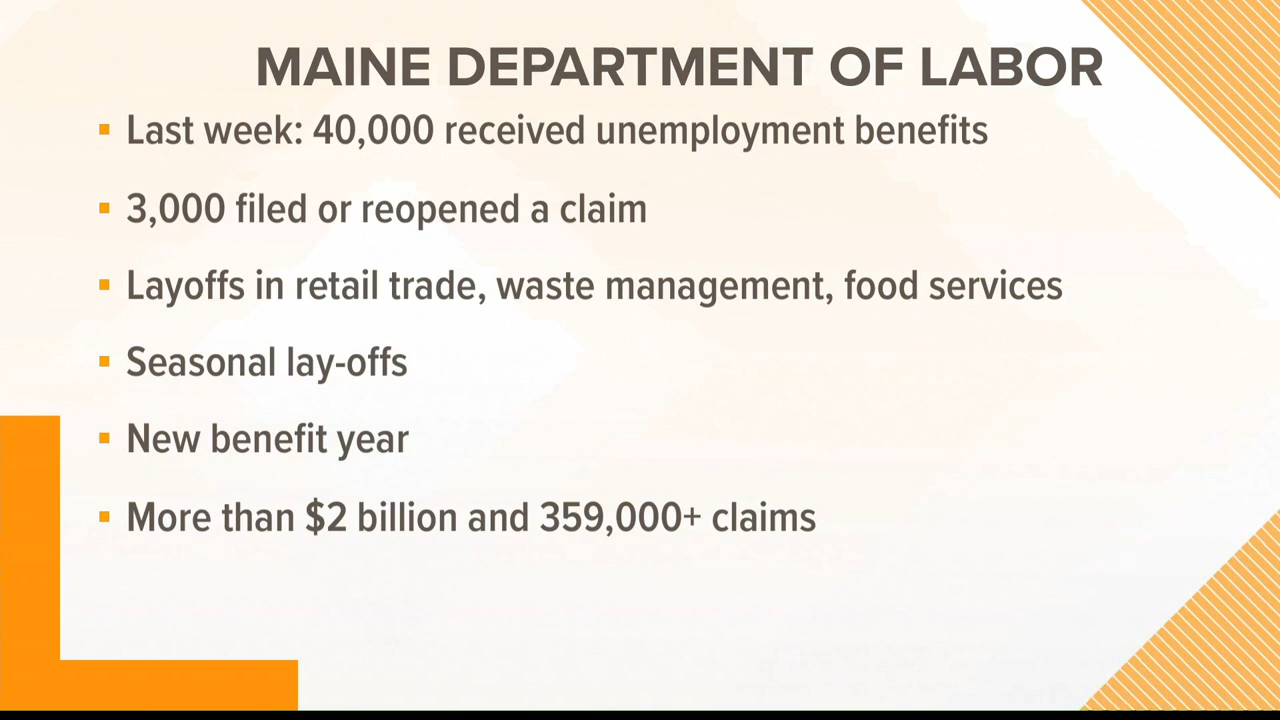 MAINE DEPARTMENT OF LABOR
Last week: 40,000 received unemployment benefits
3,000 filed or reopened a claim
Layoffs in retail trade, waste management, food services
Seasonal lay-offs
New benefit year
More than $2 billion and 359,000+ claims